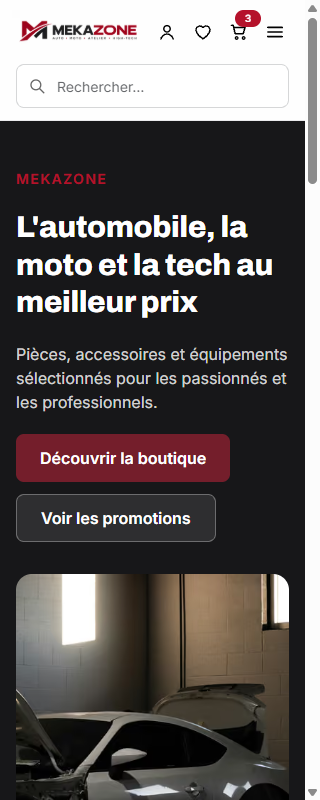 MEKAZONE
AUTO • MOTO • ATELIER • HIGH-TECH
3
Rechercher...
MEKAZONE
L'automobile, la
moto et la tech au
meilleur prix
Pièces, accessoires et équipements
sélectionnés pour les passionnés et
les professionnels.
Découvrir la boutique
Voir les promotions